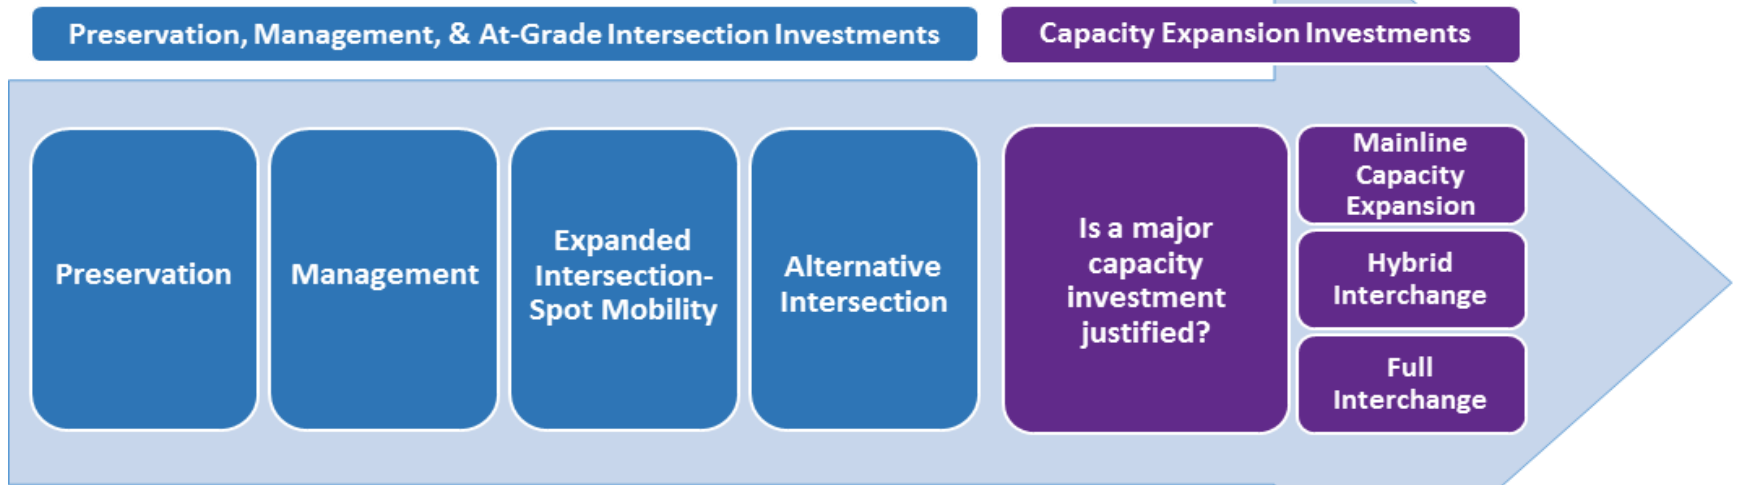 Preservation, Management, & At-Grade Intersection Investments
Capacity Expansion Investments
Preservation
Management
Expanded
Intersection-
Spot Mobility
Alternative
Intersection
Is a major
capacity
investment
justified?
Mainline
Capacity
Expansion
Hybrid
Interchange
Full
Interchange